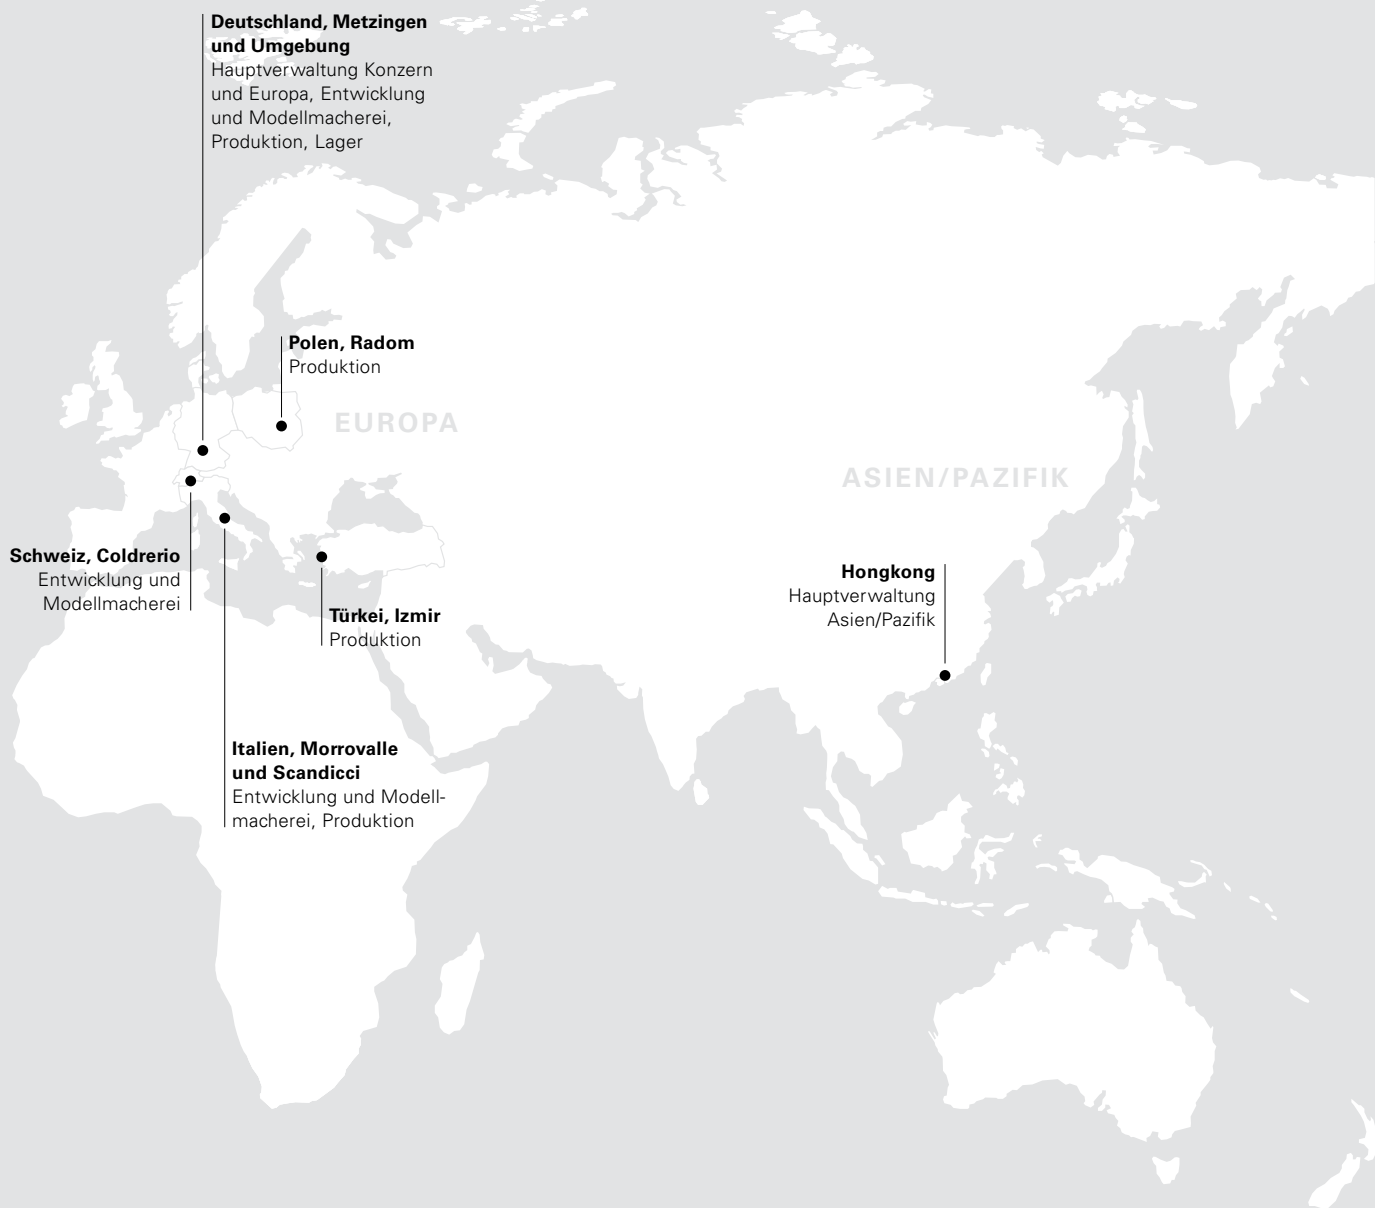 Deutschland, Metzingen
und Umgebung
Hauptverwaltung Konzern
und Europa, Entwicklung
und Modellmacherei,
Produktion, Lager
Polen, Radom
Produktion
EUROPA
ASIEN/PAZIFIK
Schweiz, Coldrerio
Entwicklung und
Modellmacherei
Türkei, Izmir
Produktion
Hongkong
Hauptverwaltung
Asien/Pazifik
Italien, Morrovalle
und Scandicci
Entwicklung und Modell-
macherei, Produktion